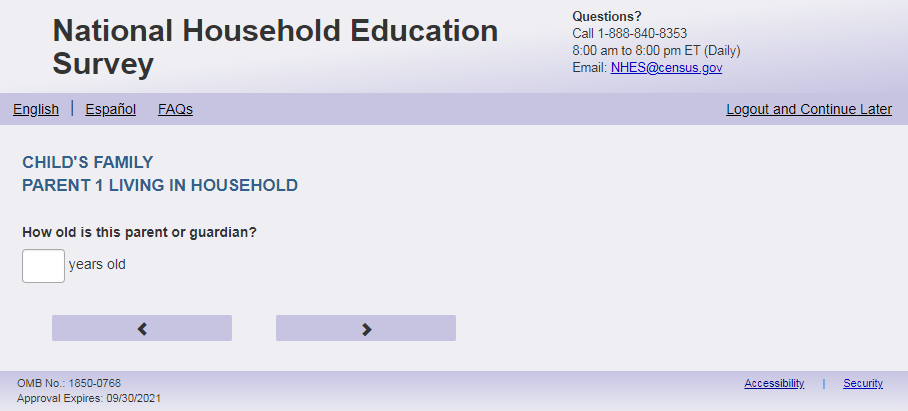 National Household Education
Survey
Questions?
Call 1-888-840-8353
8:00 am to 8:00 pm ET (Daily)
Email: NHES@census.gov
English | Español FAQs Logout and Continue Later
CHILD'S FAMILY
PARENT 1 LIVING IN HOUSEHOLD
How old is this parent or guardian?
years old
OMB No.: 1850-0768
Approval Expires: 09/30/2021
Accessibility | Security